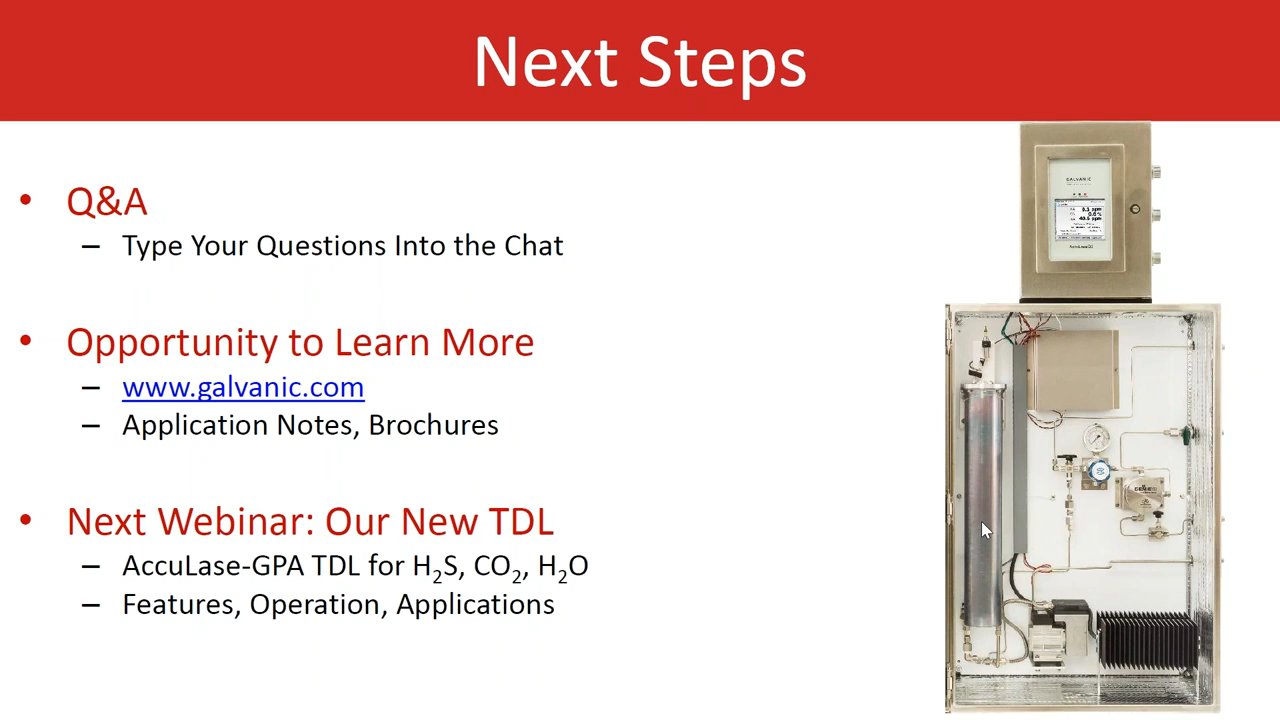 Next Steps
• Q&A
– Type Your Questions Into the Chat
• Opportunity to Learn More
– www.galvanic.com
– Application Notes, Brochures
• Next Webinar: Our New TDL
– AccuLase-GPA TDL for H₂S, CO₂, H₂O
– Features, Operation, Applications
GALVANIC